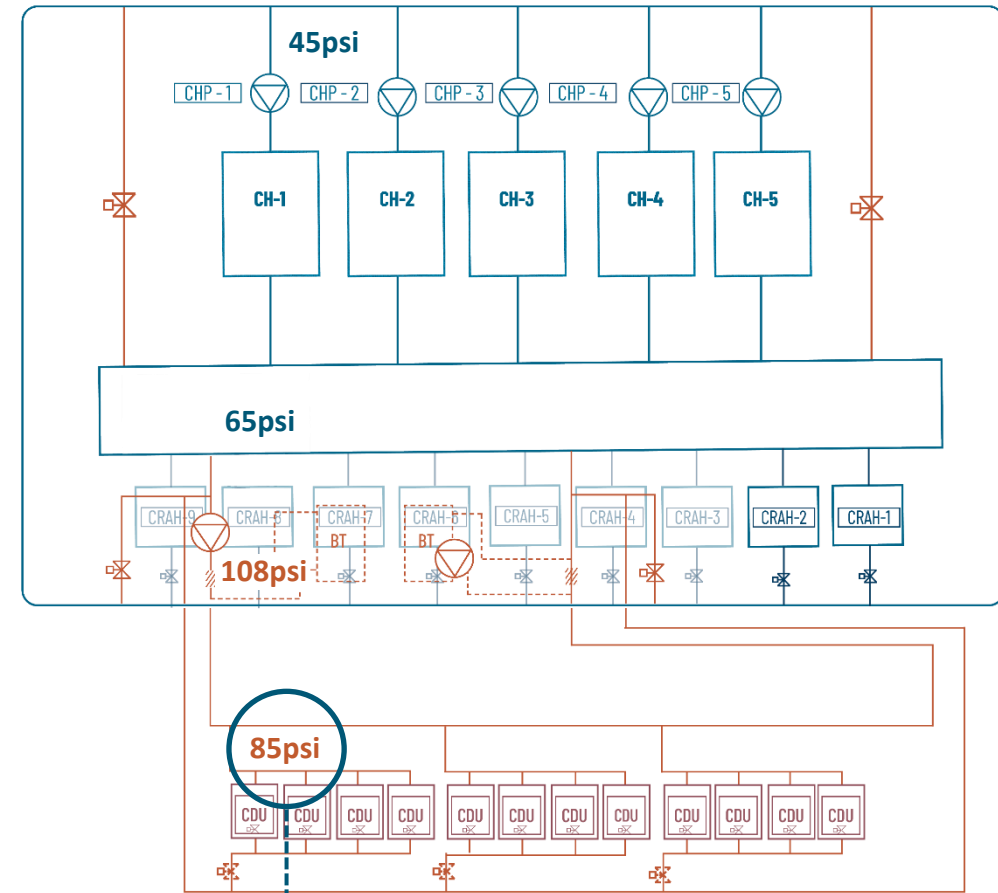 45psi
CHP - 1
CHP - 2
CHP - 3
CHP - 4
CHP - 5
CH-1
CH-2
CH-3
CH-4
CH-5
65psi
CRAH-9
CRAH-8
CRAH-7
CRAH-6
CRAH-5
CRAH-4
CRAH-3
CRAH-2
CRAH-1
BT
BT
108psi
85psi
CDU
CDU
CDU
CDU
CDU
CDU
CDU
CDU
CDU
CDU
CDU
CDU